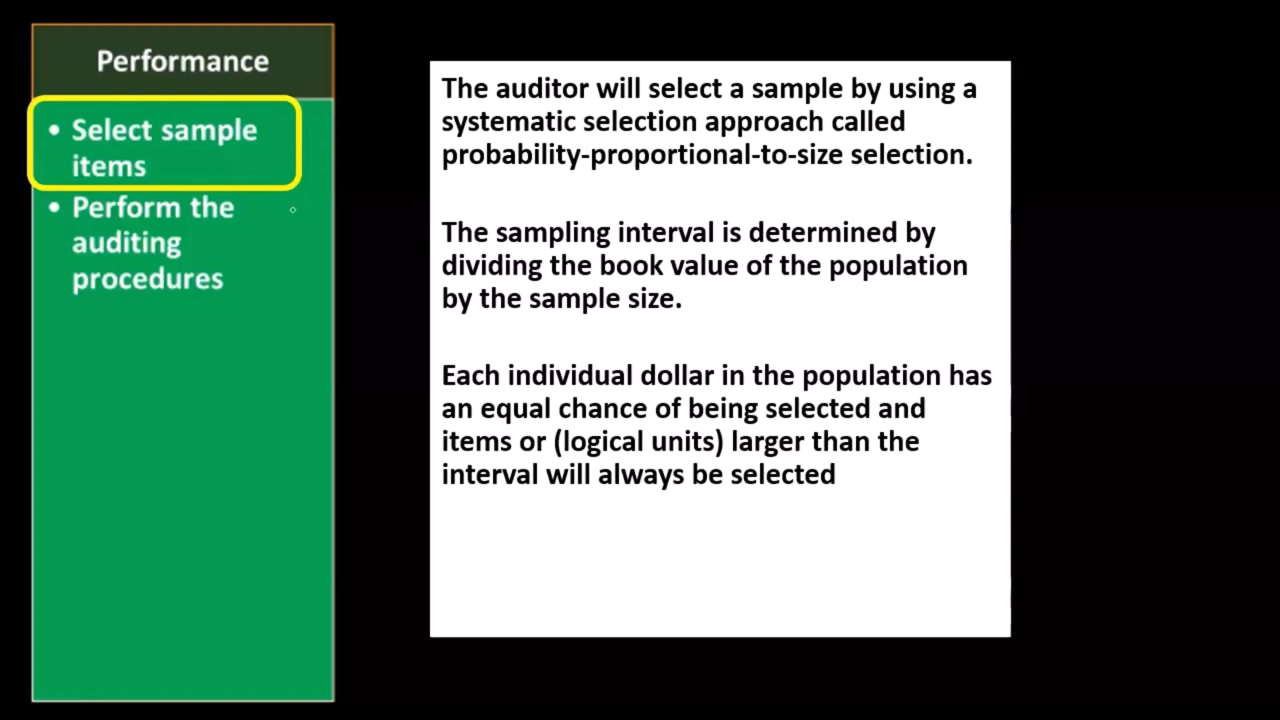 Performance
• Select sample
items
• Perform the
auditing
procedures
The auditor will select a sample by using a
systematic selection approach called
probability-proportional-to-size selection.
The sampling interval is determined by
dividing the book value of the population
by the sample size.
Each individual dollar in the population has
an equal chance of being selected and
items or (logical units) larger than the
interval will always be selected